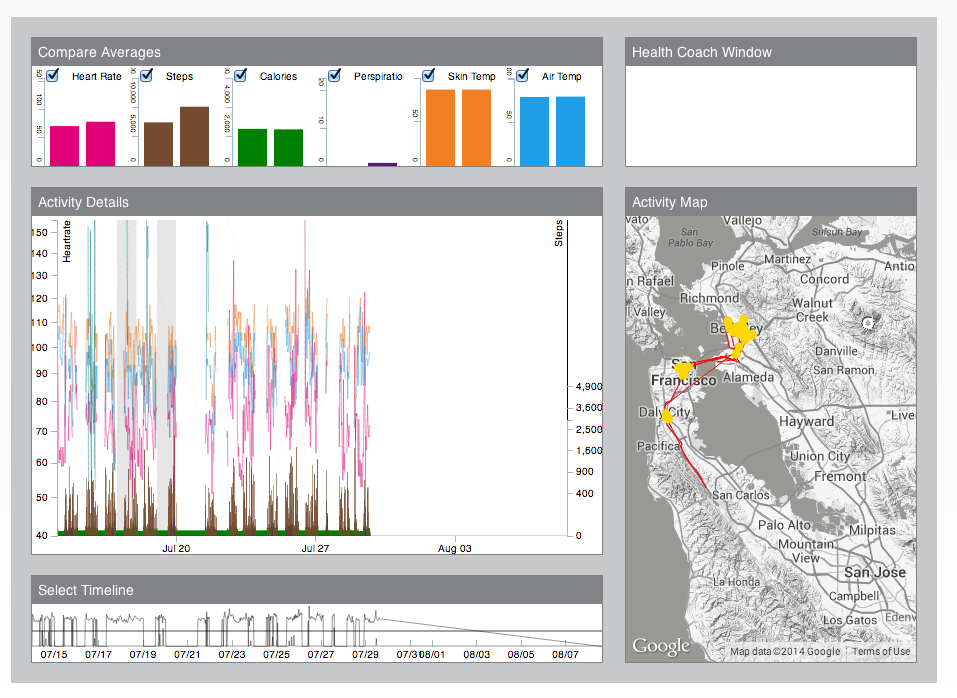 Compare Averages
Heart Rate
Steps
Calories
Perspiratio
Skin Temp
Air Temp
50
100
0
5,000
10,000
0
2,000
4,000
0
10
20
0
50
0
50
0
Health Coach Window
Activity Details
Heartrate
Steps
150
140
130
120
110
100
90
80
70
60
50
40
4,900
3,600
2,500
1,600
900
400
0
Jul 20
Jul 27
Aug 03
Activity Map
vato
Vallejo
San
Pablo Bay
Suisun Bay
Pinole
Martinez
Concord
Antio
n Rafael
Richmond
ll Valley
Walnut
Creek
Danville
San Ramon
San
Francisco
Alameda
Daly City
Hayward
Live
Pacifica
Union City
Fremont
San Carlos
Palo Alto
Milpitas
Mountain
View
La Honda
San Jose
Campbell
Los Gatos
Edenv
Google
Map data ©2014 Google
Terms of Use
Select Timeline
07/15
07/17
07/19
07/21
07/23
07/25
07/27
07/29
07/31
08/01
08/03
08/05
08/07